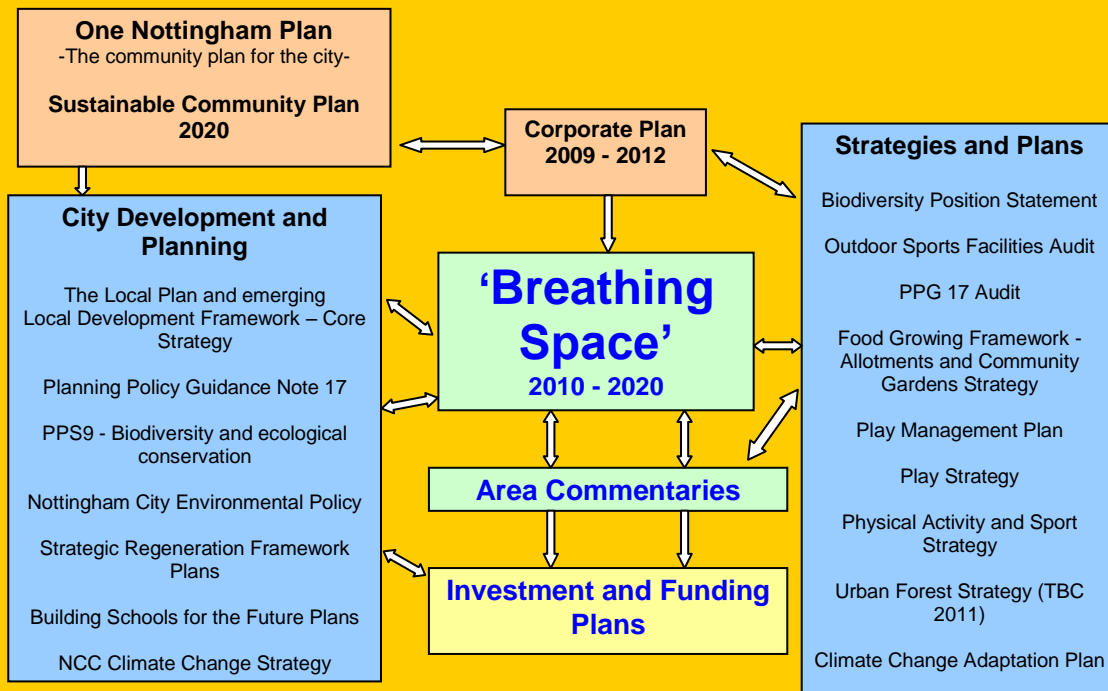 One Nottingham Plan
-The community plan for the city-
Sustainable Community Plan
2020
Corporate Plan
2009 - 2012
Strategies and Plans
Biodiversity Position Statement
Outdoor Sports Facilities Audit
PPG 17 Audit
Food Growing Framework -
Allotments and Community
Gardens Strategy
Play Management Plan
Play Strategy
Physical Activity and Sport
Strategy
Urban Forest Strategy (TBC
2011)
Climate Change Adaptation Plan
City Development and
Planning
The Local Plan and emerging
Local Development Framework – Core
Strategy
Planning Policy Guidance Note 17
PPS9 - Biodiversity and ecological
conservation
Nottingham City Environmental Policy
Strategic Regeneration Framework
Plans
Building Schools for the Future Plans
NCC Climate Change Strategy
‘Breathing
Space’
2010 - 2020
Area Commentaries
Investment and Funding
Plans